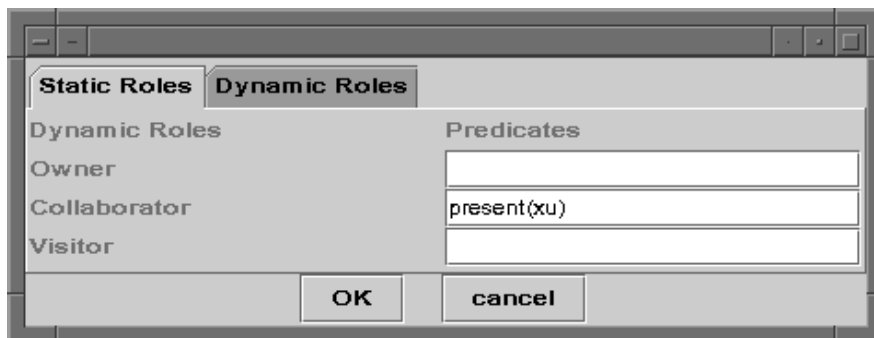 Static Roles Dynamic Roles
Dynamic Roles Predicates
Owner
Collaborator present(xu)
Visitor
OK cancel